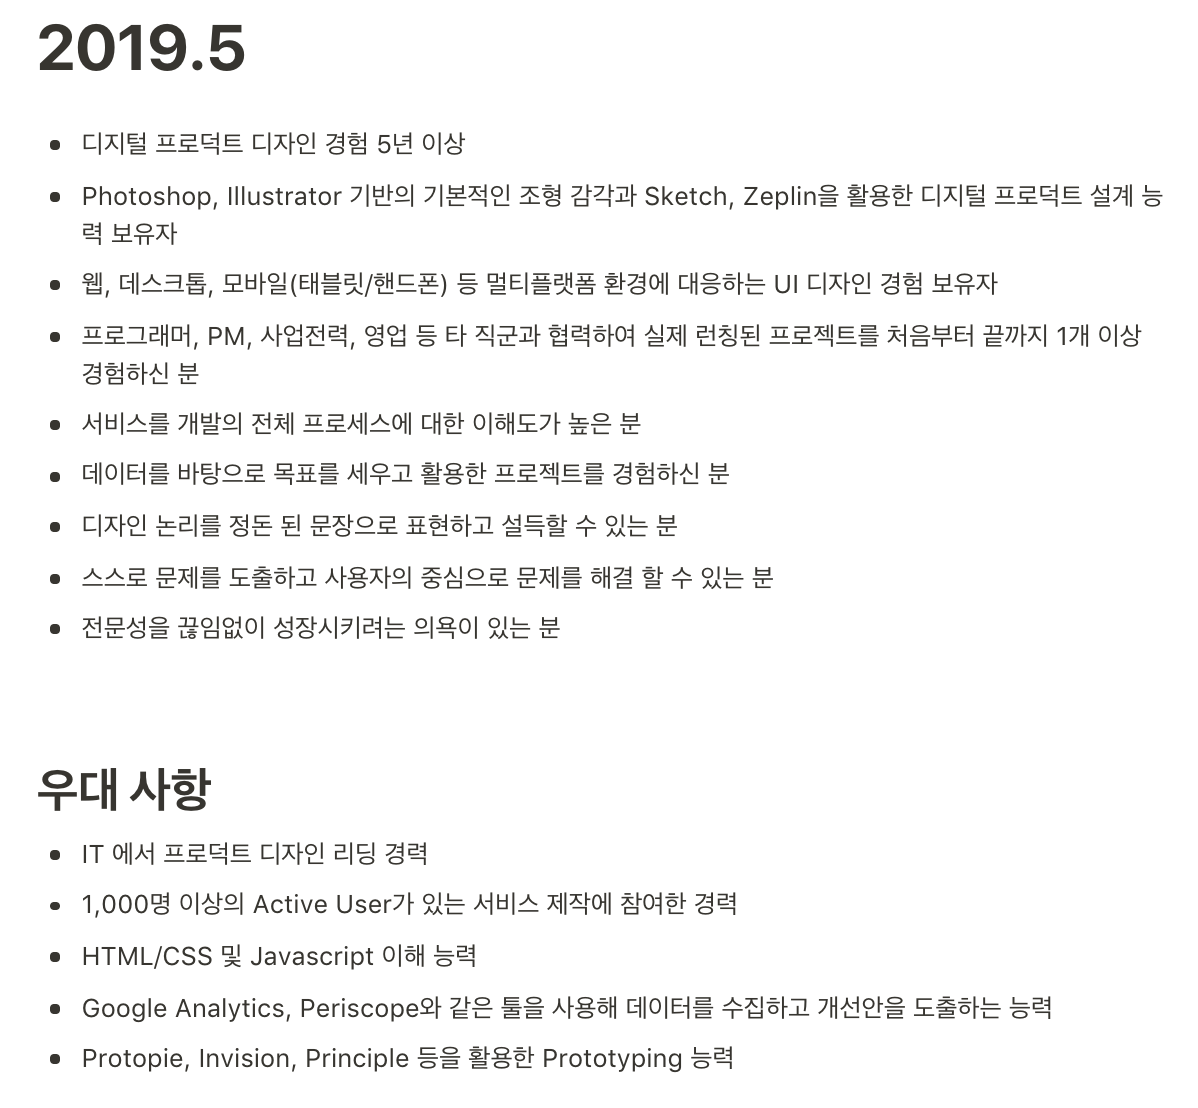 2019.5
디지털 프로덕트 디자인 경험 5년 이상
Photoshop, Illustrator 기반의 기본적인 조형 감각과 Sketch, Zeplin을 활용한 디지털 프로덕트 설계 능
력 보유자
웹, 데스크톱, 모바일(태블릿/핸드폰) 등 멀티플랫폼 환경에 대응하는 UI 디자인 경험 보유자
프로그래머, PM, 사업전력, 영업 등 타 직군과 협력하여 실제 런칭된 프로젝트를 처음부터 끝까지 1개 이상
경험하신 분
서비스를 개발의 전체 프로세스에 대한 이해도가 높은 분
데이터를 바탕으로 목표를 세우고 활용한 프로젝트를 경험하신 분
디자인 논리를 정돈 된 문장으로 표현하고 설득할 수 있는 분
스스로 문제를 도출하고 사용자의 중심으로 문제를 해결 할 수 있는 분
전문성을 끊임없이 성장시키려는 의욕이 있는 분
우대 사항
IT 에서 프로덕트 디자인 리딩 경력
1,000명 이상의 Active User가 있는 서비스 제작에 참여한 경력
HTML/CSS 및 Javascript 이해 능력
Google Analytics, Periscope와 같은 툴을 사용해 데이터를 수집하고 개선안을 도출하는 능력
Protopie, Invision, Principle 등을 활용한 Prototyping 능력